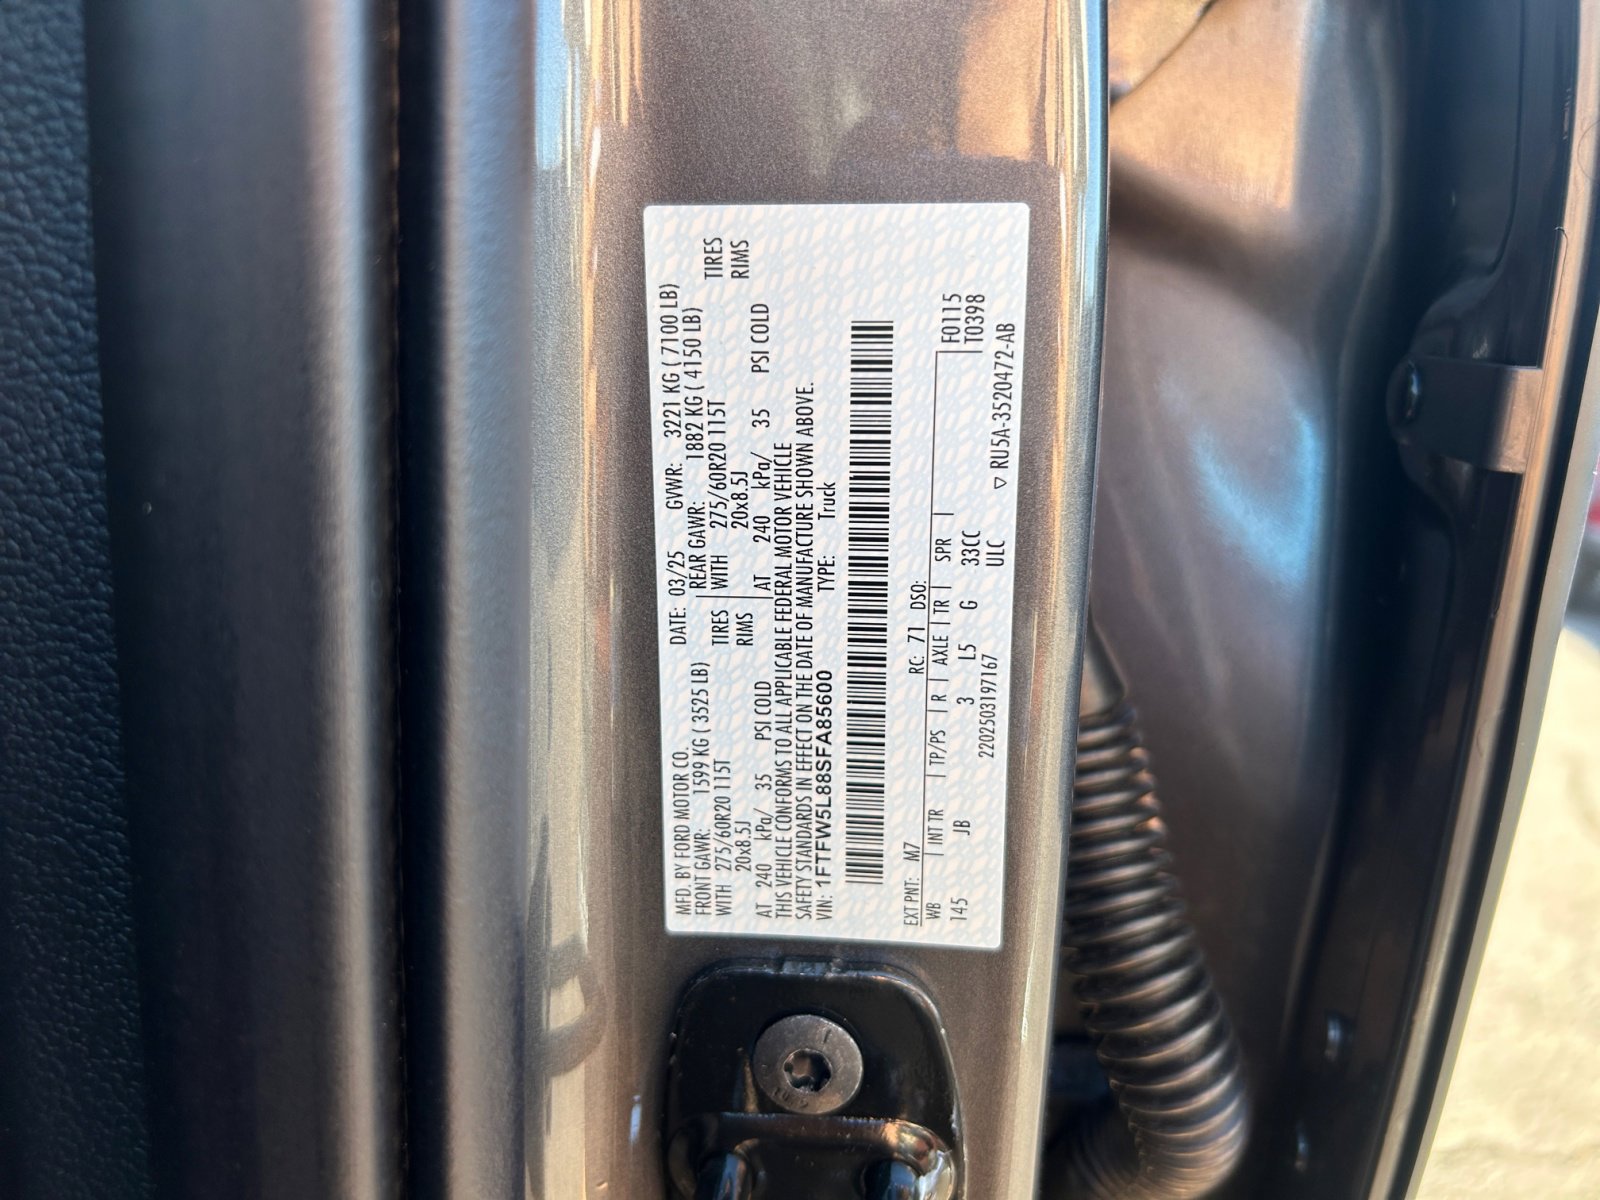 MFD. BY FORD MOTOR CO. DATE: 03/25 GVWR: 3221 KG ( 7100 LB)
FRONT GAWR: 1599 KG ( 3525 LB) REAR GAWR: 1882 KG ( 4150 LB)
WITH 275/60R20 115T TIRES WITH 275/60R20 115T TIRES
20x8.5J RIMS 20x8.5J RIMS
AT 240 kPa/ 35 PSI COLD AT 240 kPa/ 35 PSI COLD
THIS VEHICLE CONFORMS TO ALL APPLICABLE FEDERAL MOTOR VEHICLE
SAFETY STANDARDS IN EFFECT ON THE DATE OF MANUFACTURE SHOWN ABOVE.
VIN: 1FTFW5L88SFA85600 TYPE: Truck
EXT PNT: M7 RC: 71 DSO:
WB INT TR TP/PS R AXLE TR SPR F0115
145 JB 3 L5 G 33CC T0398
ULC
2202503197167 ▽ RU5A-3520472-AB